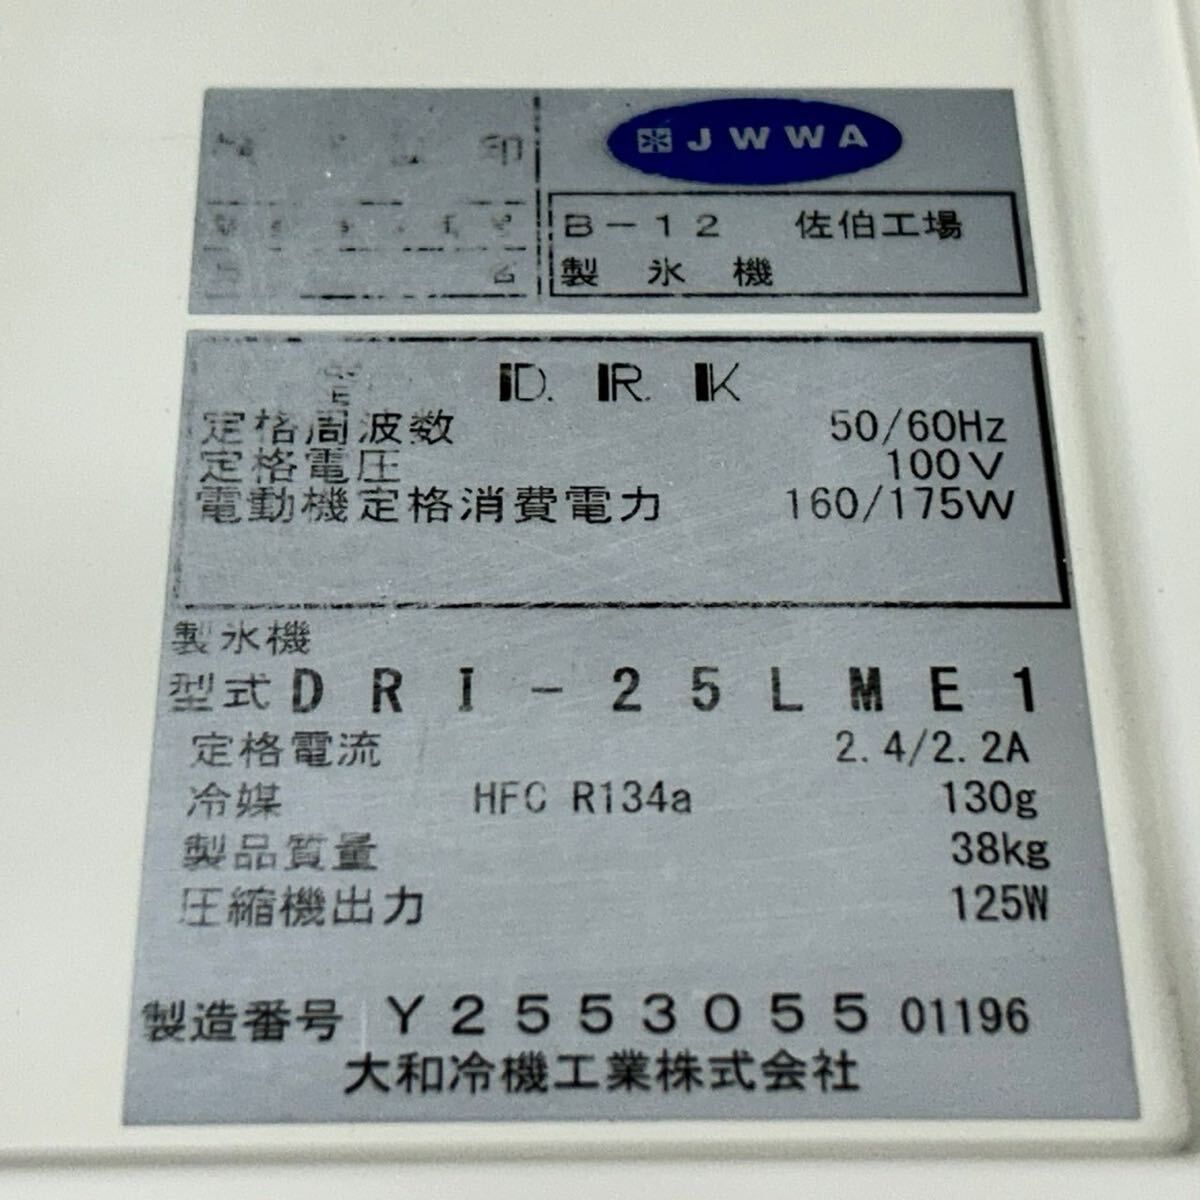 印
JWWA
B-12 佐伯工場
製氷機
D.R.K
定格周波数 50/60Hz
定格電圧 100V
電動機定格消費電力 160/175W
製氷機
型式 DRI-25LME1
定格電流 2.4/2.2A
冷媒 HFC R134a 130g
製品質量 38kg
圧縮機出力 125W
製造番号 Y2553055 01196
大和冷機工業株式会社